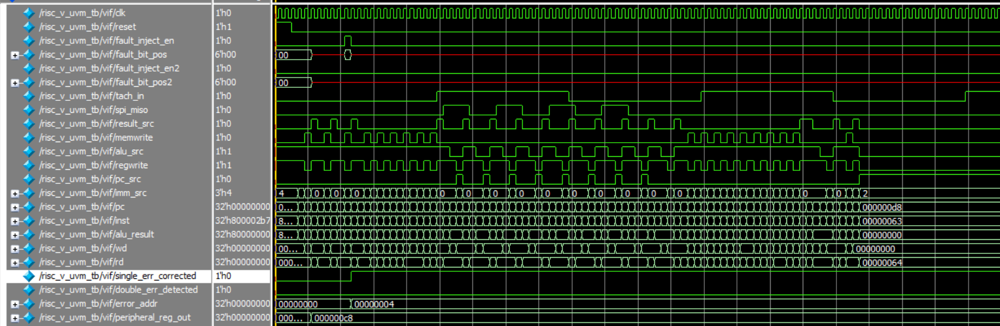 /risc_v_uvm_tb/vif/clk 1'h0
/risc_v_uvm_tb/vif/reset 1'h1
/risc_v_uvm_tb/vif/fault_inject_en 1'h0
/risc_v_uvm_tb/vif/fault_bit_pos 6'h00 00
/risc_v_uvm_tb/vif/fault_inject_en2 1'h0
/risc_v_uvm_tb/vif/fault_bit_pos2 6'h00 00
/risc_v_uvm_tb/vif/tach_in 1'h0
/risc_v_uvm_tb/vif/spi_miso 1'h0
/risc_v_uvm_tb/vif/result_src 1'h0
/risc_v_uvm_tb/vif/memwrite 1'h0
/risc_v_uvm_tb/vif/alu_src 1'h1
/risc_v_uvm_tb/vif/regwrite 1'h1
/risc_v_uvm_tb/vif/pc_src 1'h0
/risc_v_uvm_tb/vif/imm_src 3'h4 4 0 0 0 0 0 0 0 0 0 0 0 0 0 0 0 2
/risc_v_uvm_tb/vif/pc 32'h00000000 0... 000000d8
/risc_v_uvm_tb/vif/inst 32'h800002b7 8... 00000063
/risc_v_uvm_tb/vif/alu_result 32'h80000000 8... 00000000
/risc_v_uvm_tb/vif/wd 32'h00000000 00... 00000000
/risc_v_uvm_tb/vif/rd 32'h00000000 000... 00000064
/risc_v_uvm_tb/vif/single_err_corrected 1'h0
/risc_v_uvm_tb/vif/double_err_detected 1'h0
/risc_v_uvm_tb/vif/error_addr 32'h00000000 00000000 00000004
/risc_v_uvm_tb/vif/peripheral_reg_out 32'h00000000 000... 000000c8